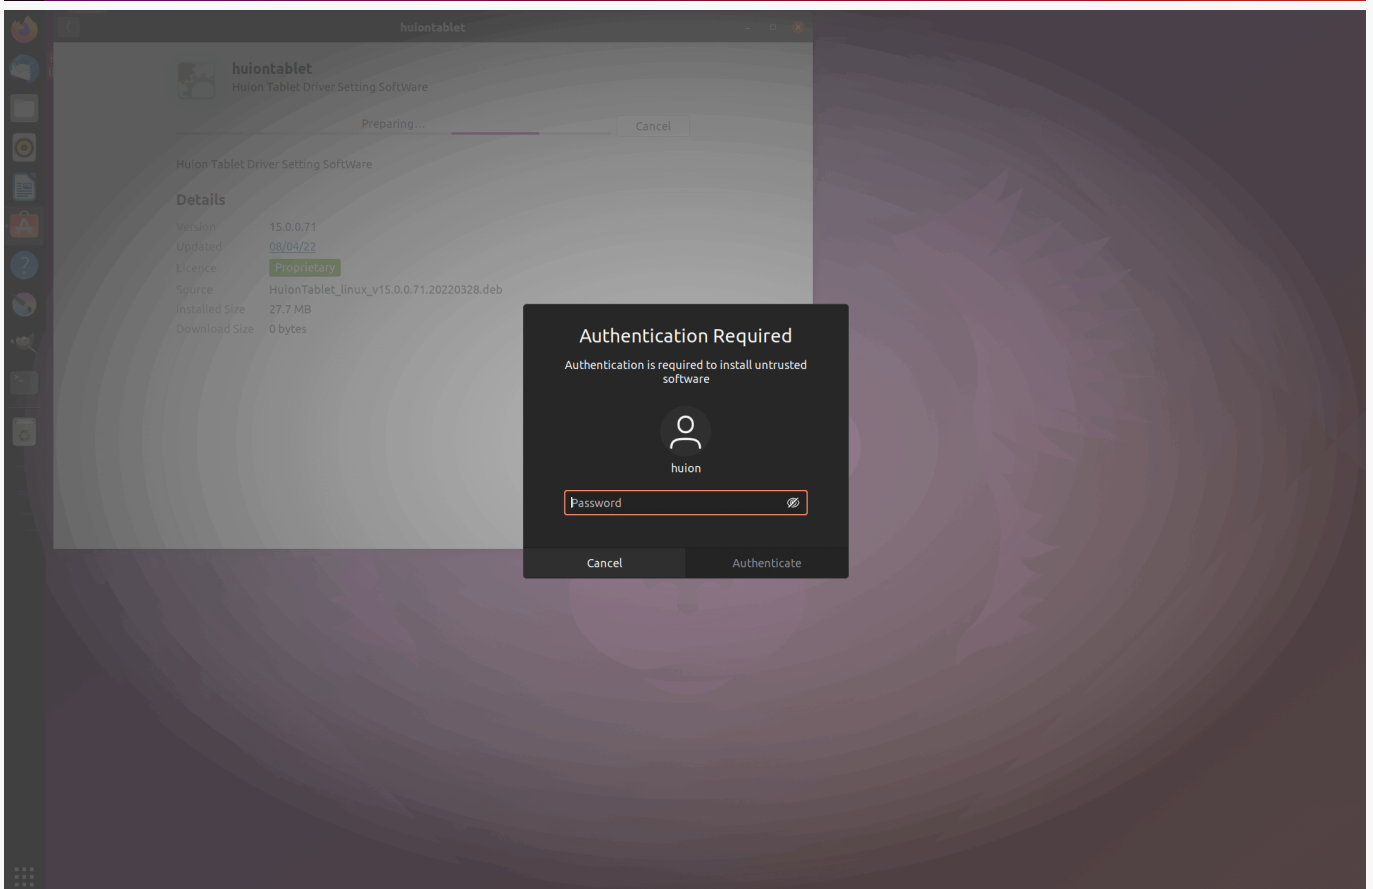 huiontablet
huiontablet
Huion Tablet Driver Setting SoftWare
Preparing...
Cancel
Huion Tablet Driver Setting SoftWare
Details
Version 15.0.0.71
Updated 08/04/22
Licence Proprietary
Source HuionTablet_linux_v15.0.0.71.20220328.deb
Installed Size 27.7 MB
Download Size 0 bytes
Authentication Required
Authentication is required to install untrusted
software
huion
Password
Cancel Authenticate